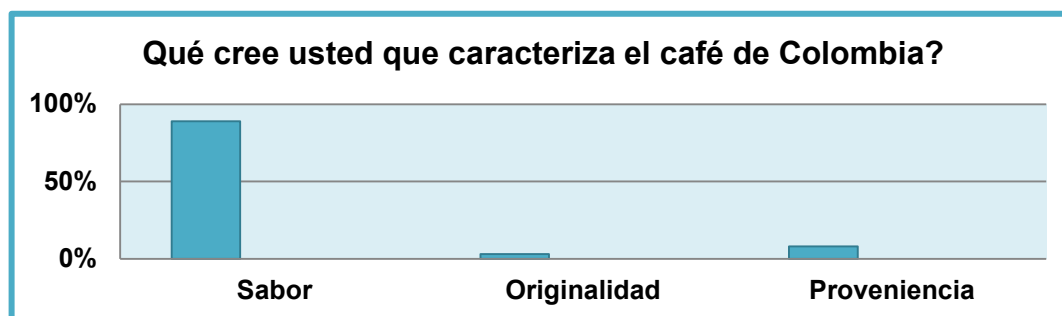 Qué cree usted que caracteriza el café de Colombia?
100%
50%
0%
Sabor Originalidad Proveniencia